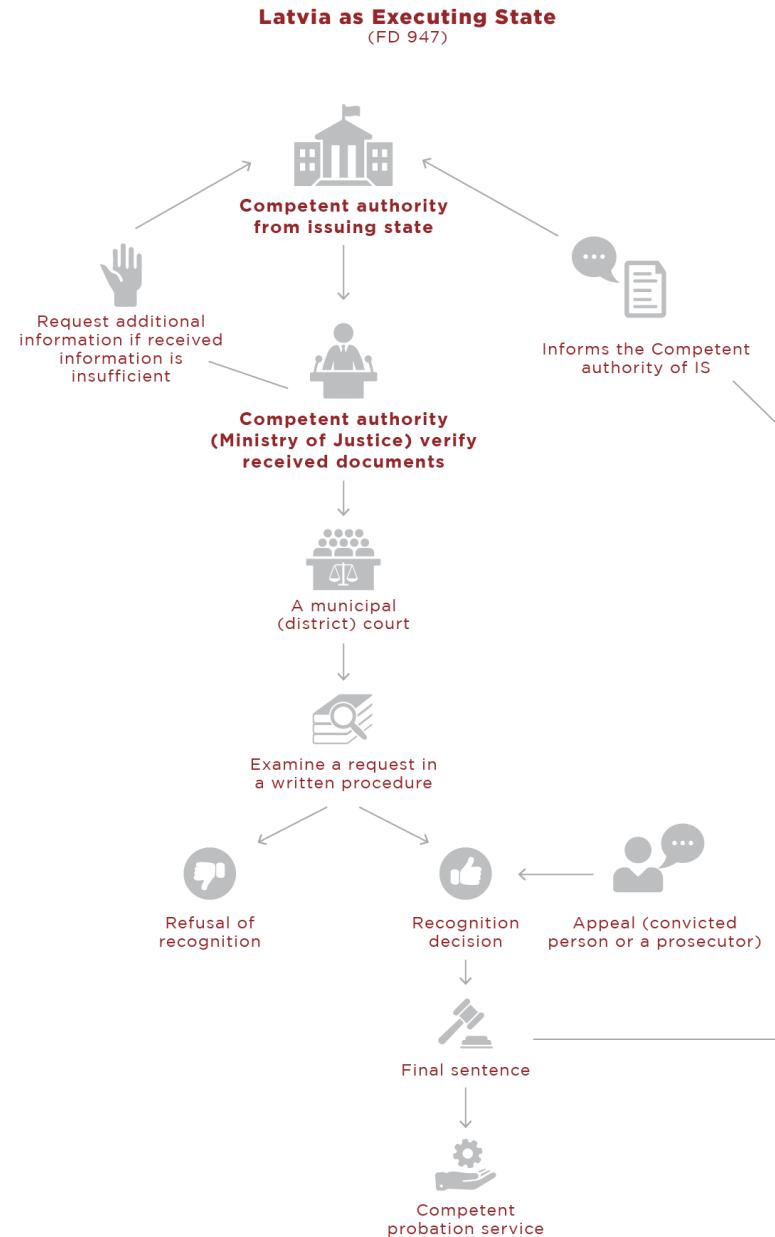 Latvia as Executing State
(FD 947)
Competent authority
from issuing state
Request additional
information if received
information is
insufficient
Informs the Competent
authority of IS
Competent authority
(Ministry of Justice) verify
received documents
A municipal
(district) court
Examine a request in
a written procedure
Refusal of
recognition
Recognition
decision
Appeal (convicted
person or a prosecutor)
Final sentence
Competent
probation service